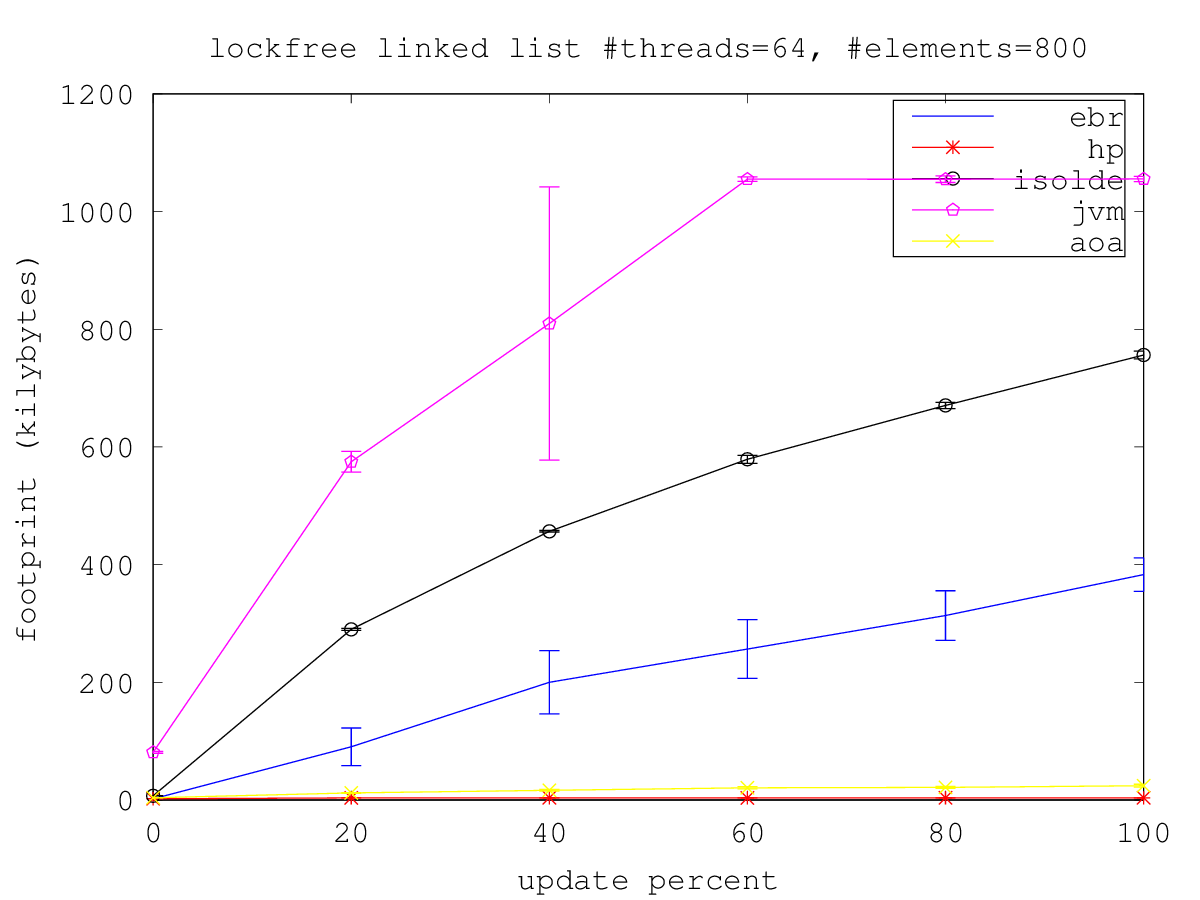 lockfree linked list #threads=64, #elements=800
footprint (kilybytes)
1200
1000
800
600
400
200
0
ebr
hp
isolde
jvm
aoa
0 20 40 60 80 100
update percent